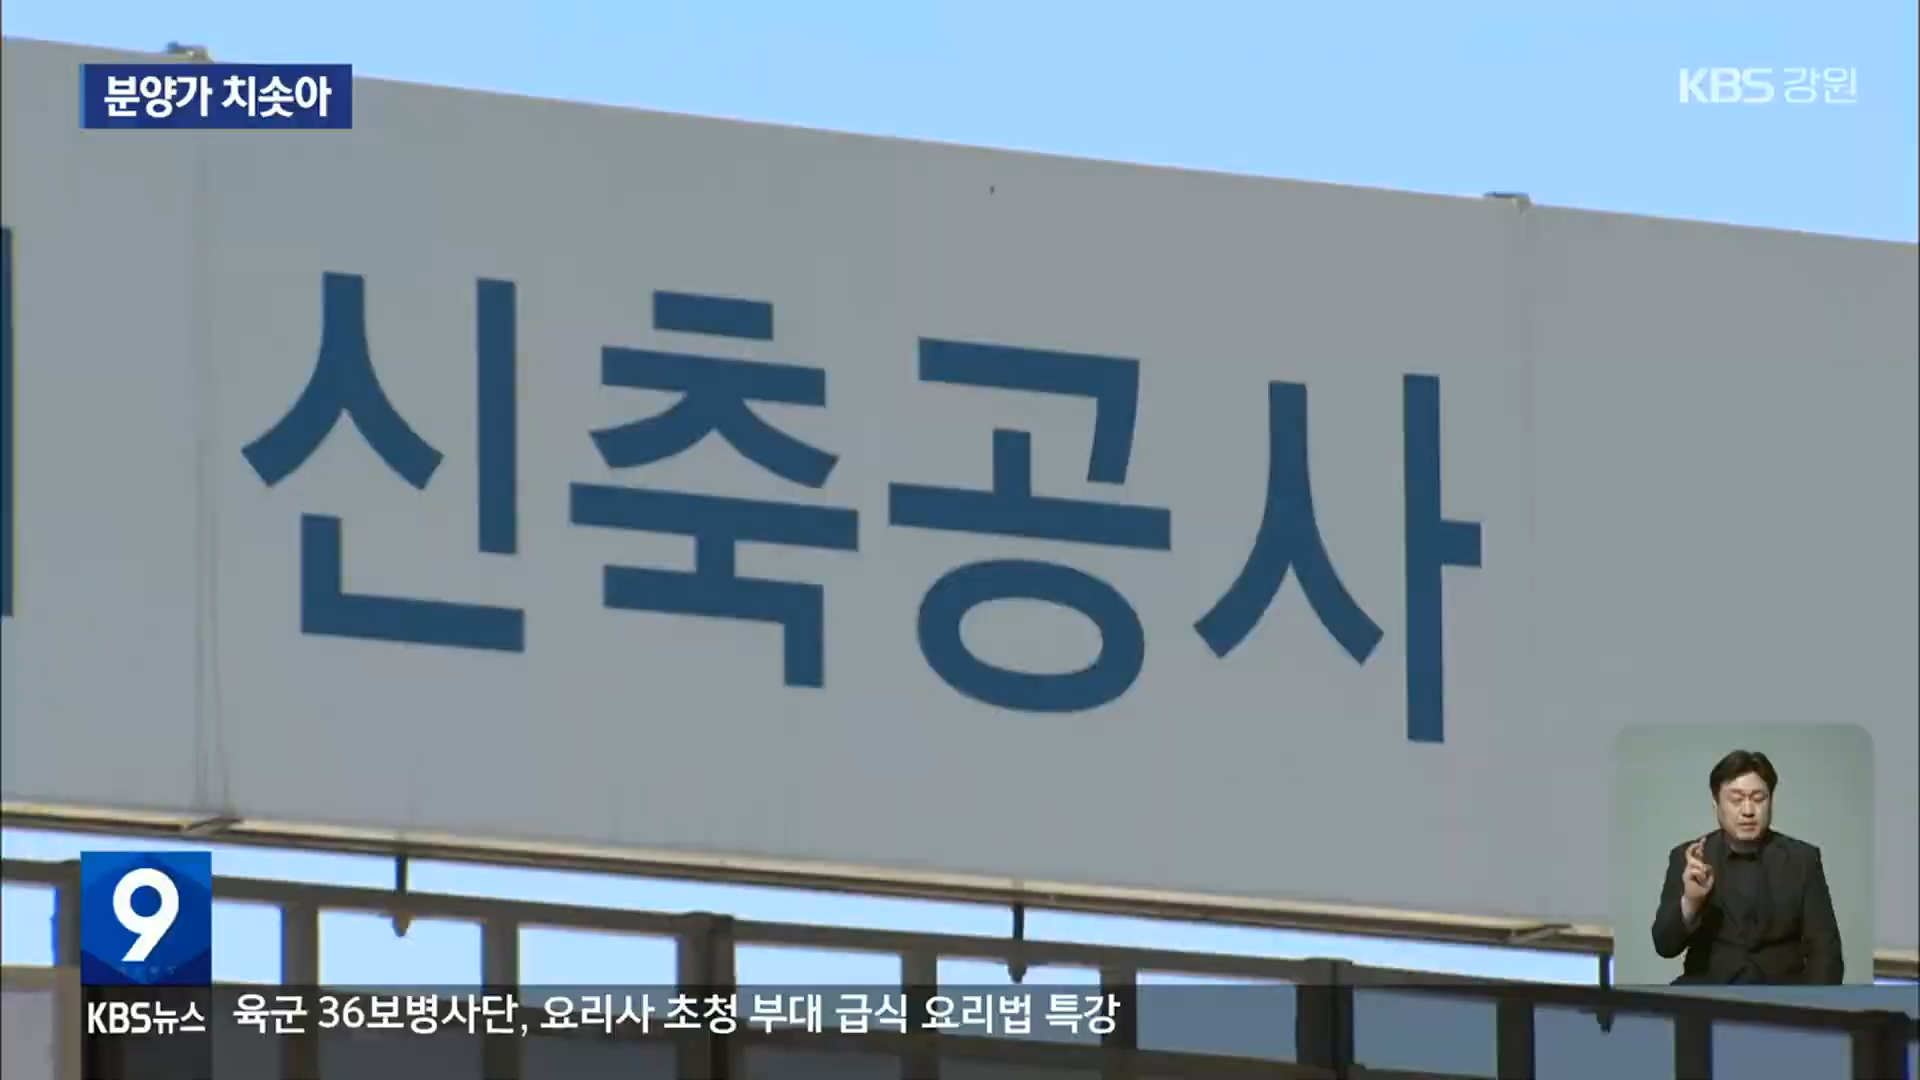 분양가 치솟아
KBS 강원
신축공사
9
NEWS
KBS뉴스
육군 36보병사단, 요리사 초청 부대 급식 요리법 특강